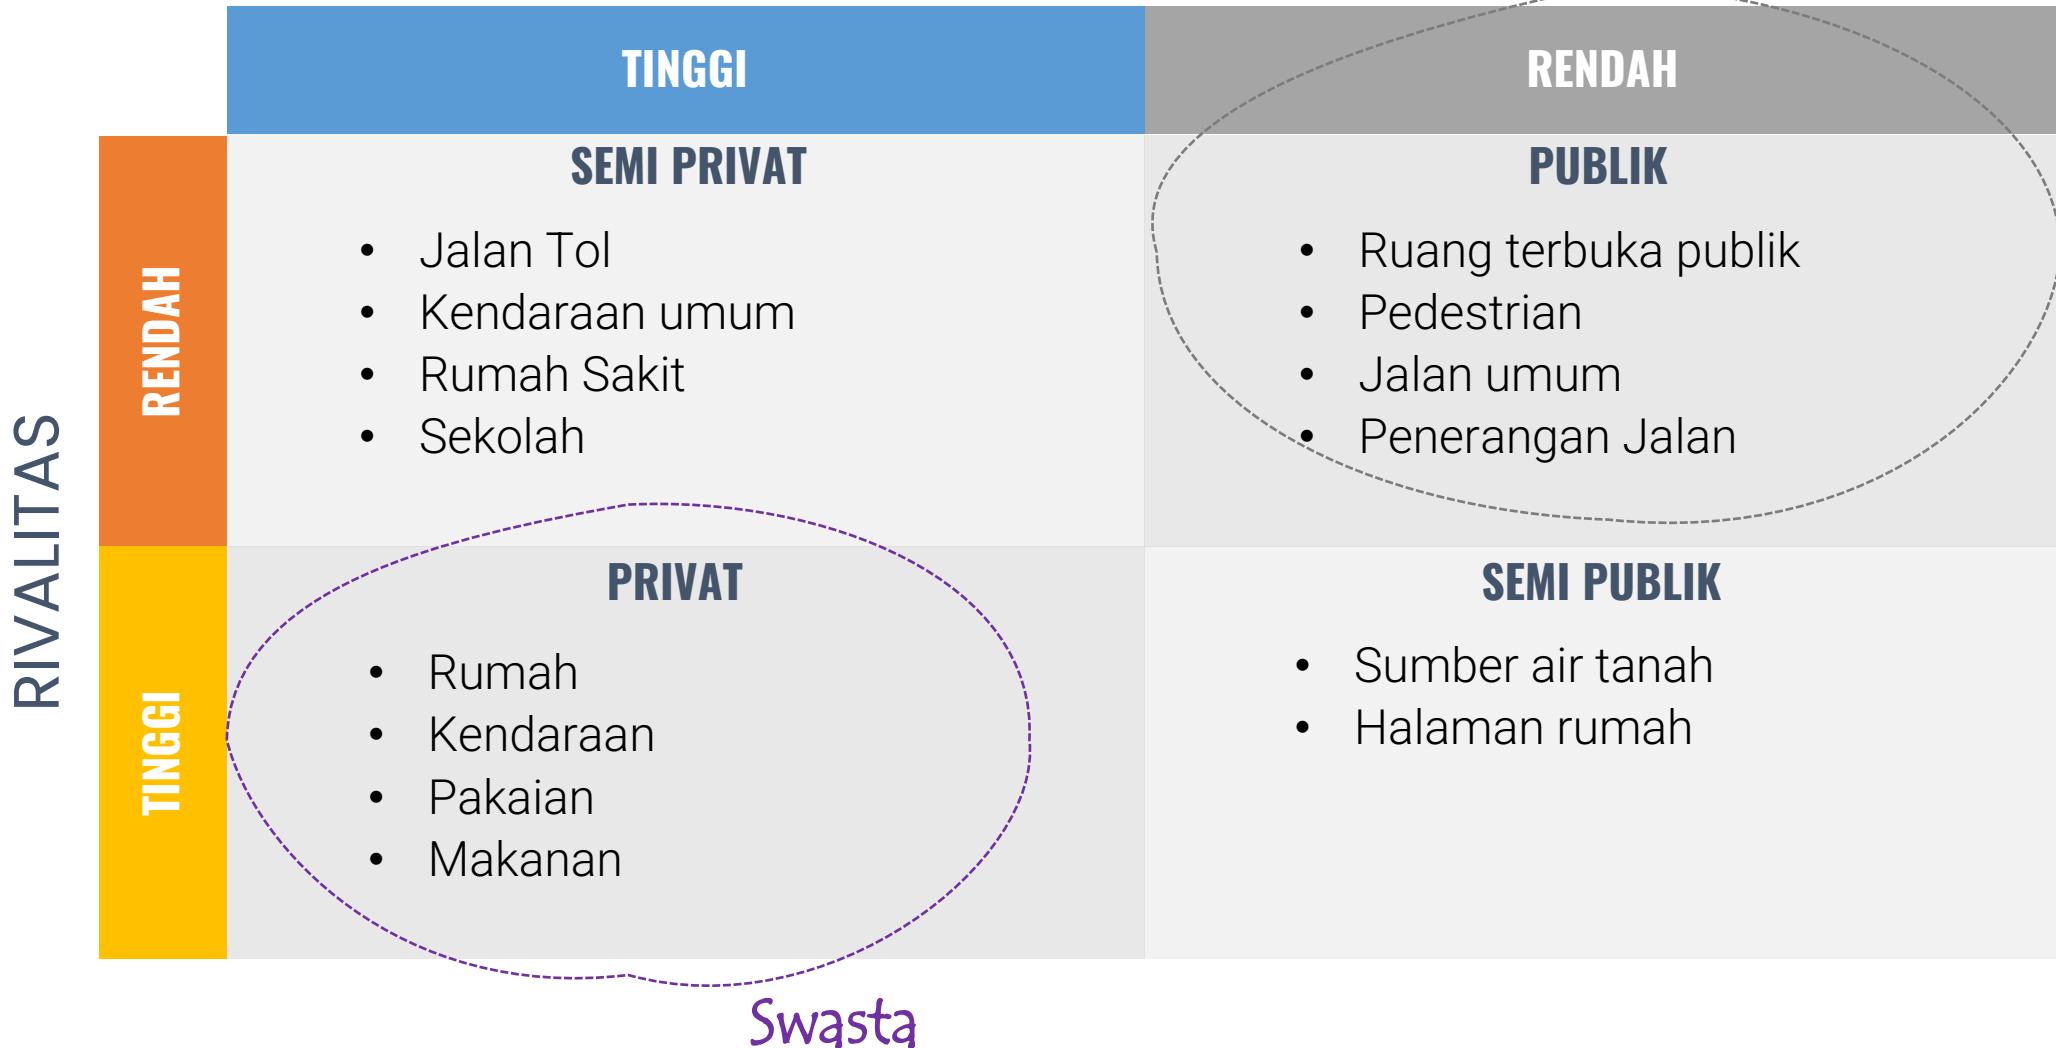 TINGGI
RENDAH
RIVALITAS
RENDAH
SEMI PRIVAT
• Jalan Tol
• Kendaraan umum
• Rumah Sakit
• Sekolah
PUBLIK
• Ruang terbuka publik
• Pedestrian
• Jalan umum
• Penerangan Jalan
TINGGI
PRIVAT
• Rumah
• Kendaraan
• Pakaian
• Makanan
SEMI PUBLIK
• Sumber air tanah
• Halaman rumah
Swasta